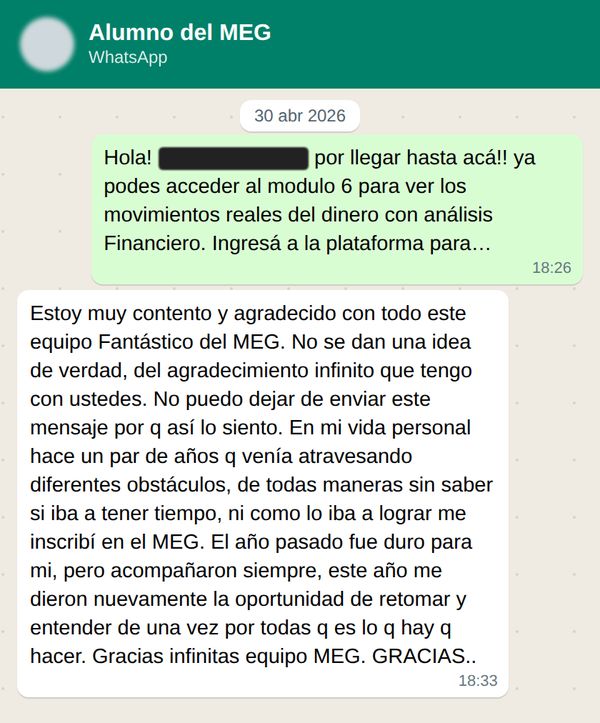 Alumno del MEG
WhatsApp
30 abr 2026
Hola! por llegar hasta acá!! ya
podes acceder al modulo 6 para ver los
movimientos reales del dinero con análisis
Financiero. Ingresá a la plataforma para…
18:26
Estoy muy contento y agradecido con todo este
equipo Fantástico del MEG. No se dan una idea
de verdad, del agradecimiento infinito que tengo
con ustedes. No puedo dejar de enviar este
mensaje por q así lo siento. En mi vida personal
hace un par de años q venía atravesando
diferentes obstáculos, de todas maneras sin saber
si iba a tener tiempo, ni como lo iba a lograr me
inscribí en el MEG. El año pasado fue duro para
mi, pero acompañaron siempre, este año me
dieron nuevamente la oportunidad de retomar y
entender de una vez por todas q es lo q hay q
hacer. Gracias infinitas equipo MEG. GRACIAS..
18:33